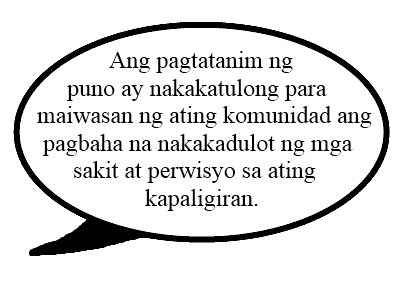 Ang pagtatanim ng
puno ay nakakatulong para
maiwasan ng ating komunidad ang
pagbaha na nakakadulot ng mga
sakit at perwisyo sa ating
kapaligiran.